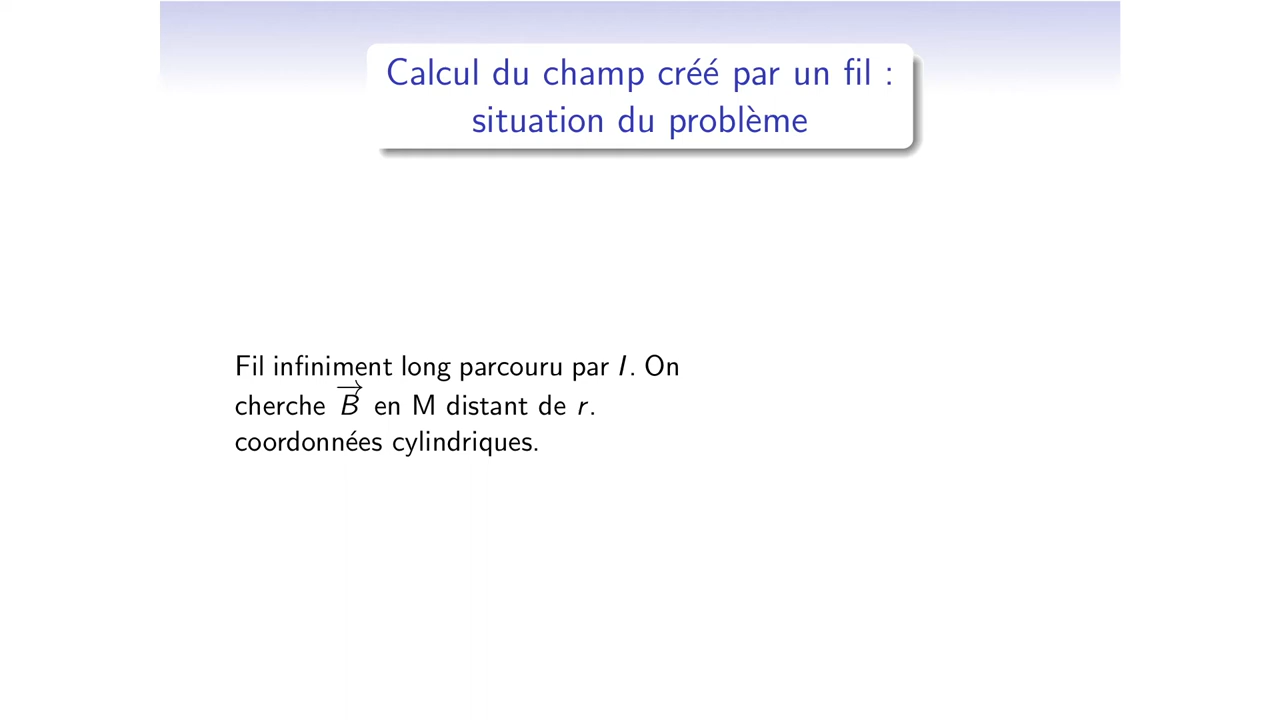 Calcul du champ créé par un fil :
situation du problème
Fil infiniment long parcouru par I. On
cherche $\overrightarrow{B}$ en M distant de r.
coordonnées cylindriques.